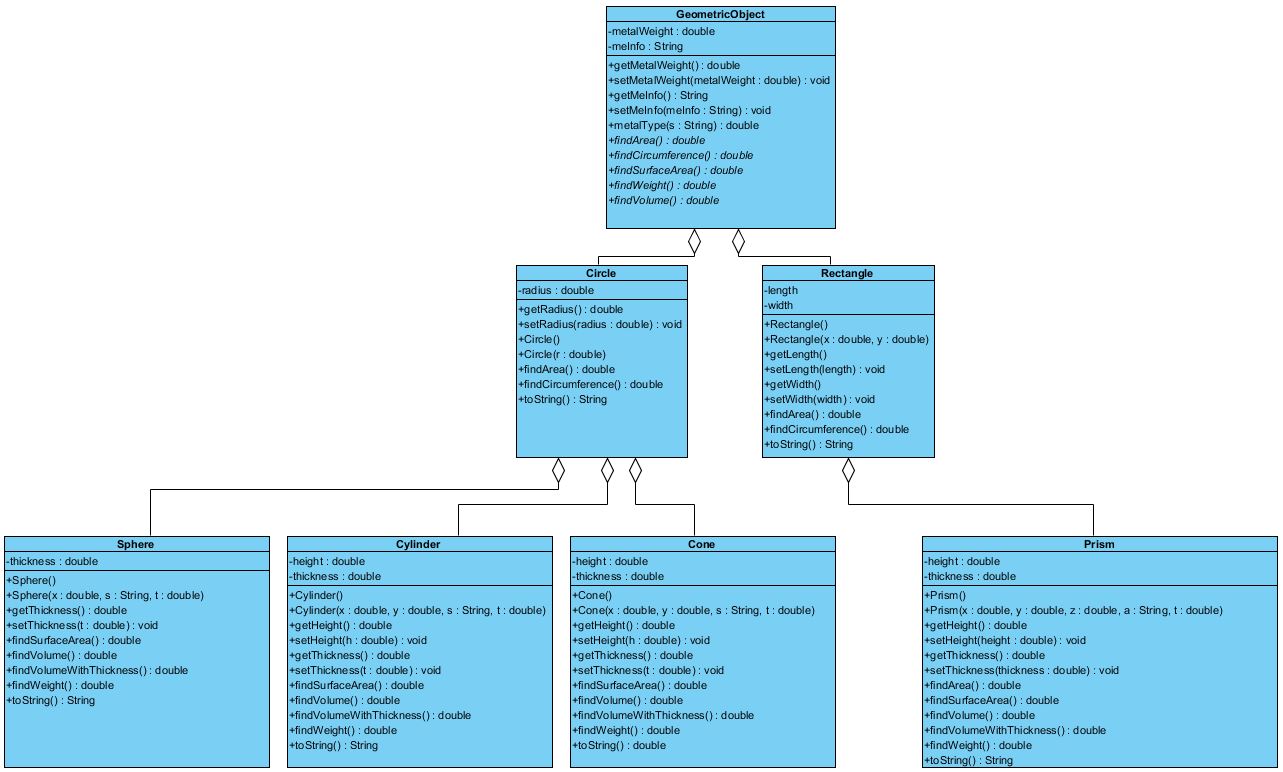 GeometricObject
-metalWeight : double
-meInfo : String
+getMetalWeight() : double
+setMetalWeight(metalWeight : double) : void
+getMeInfo() : String
+setMeInfo(meInfo : String) : void
+metalType(s : String) : double
+findArea() : double
+findCircumference() : double
+findSurfaceArea() : double
+findWeight() : double
+findVolume() : double
Circle
-radius : double
+getRadius() : double
+setRadius(radius : double) : void
+Circle()
+Circle(r : double)
+findArea() : double
+findCircumference() : double
+toString() : String
Rectangle
-length
-width
+Rectangle()
+Rectangle(x : double, y : double)
+getLength()
+setLength(length) : void
+getWidth()
+setWidth(width) : void
+findArea() : double
+findCircumference() : double
+toString() : String
Sphere
-thickness : double
+Sphere()
+Sphere(x : double, s : String, t : double)
+getThickness() : double
+setThickness(t : double) : void
+findSurfaceArea() : double
+findVolume() : double
+findVolumeWithThickness() : double
+findWeight() : double
+toString() : String
Cylinder
-height : double
-thickness : double
+Cylinder()
+Cylinder(x : double, y : double, s : String, t : double)
+getHeight() : double
+setHeight(h : double) : void
+getThickness() : double
+setThickness(t : double) : void
+findSurfaceArea() : double
+findVolume() : double
+findVolumeWithThickness() : double
+findWeight() : double
+toString() : String
Cone
-height : double
-thickness : double
+Cone()
+Cone(x : double, y : double, s : String, t : double)
+getHeight() : double
+setHeight(h : double) : void
+getThickness() : double
+setThickness(t : double) : void
+findSurfaceArea() : double
+findVolume() : double
+findVolumeWithThickness() : double
+findWeight() : double
+toString() : double
Prism
-height : double
-thickness : double
+Prism()
+Prism(x : double, y : double, z : double, a : String, t : double)
+getHeight() : double
+setHeight(height : double) : void
+getThickness() : double
+setThickness(thickness : double) : void
+findArea() : double
+findSurfaceArea() : double
+findVolume() : double
+findVolumeWithThickness() : double
+findWeight() : double
+toString() : String